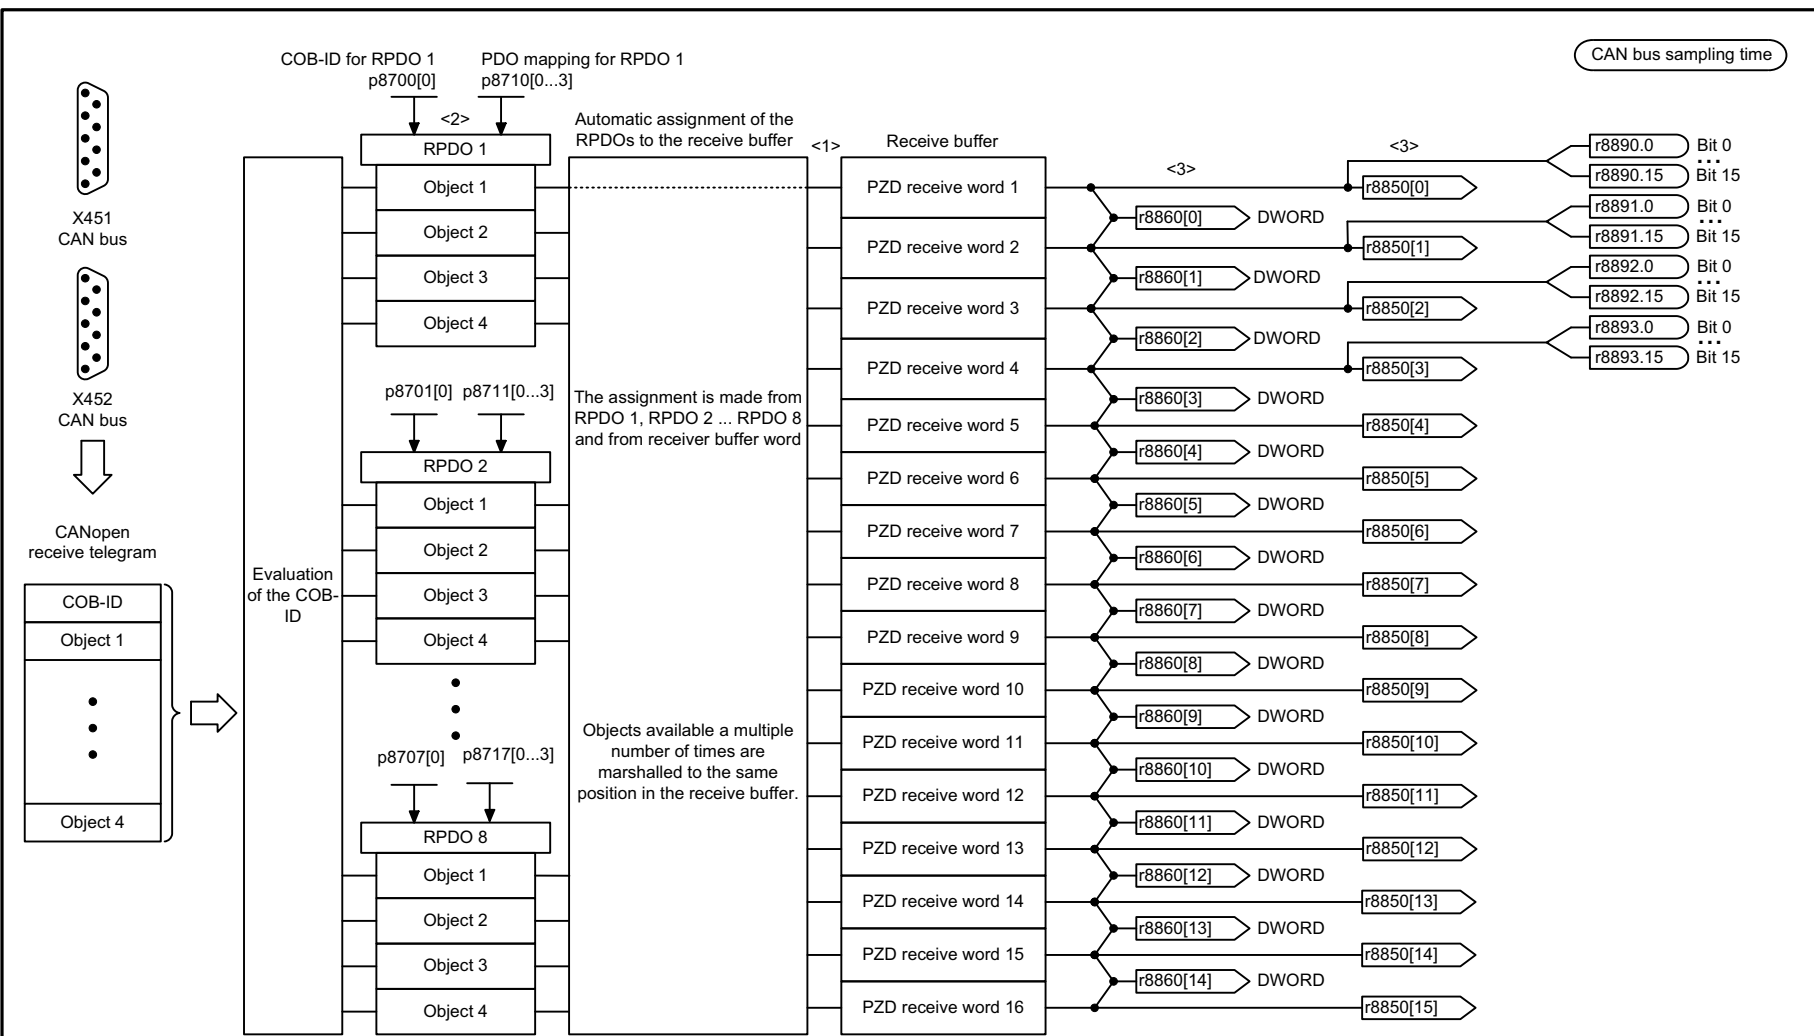 COB-ID for RPDO 1
p8700[0]
PDO mapping for RPDO 1
p8710[0...3]
CAN bus sampling time
X451
CAN bus
X452
CAN bus
CANopen
receive telegram
COB-ID
Object 1
Object 4
Evaluation
of the COB-
ID
<2>
RPDO 1
Object 1
Object 2
Object 3
Object 4
p8701[0]
p8711[0...3]
RPDO 2
Object 1
Object 2
Object 3
Object 4
p8707[0]
p8717[0...3]
RPDO 8
Object 1
Object 2
Object 3
Object 4
Automatic assignment of the
RPDOs to the receive buffer
The assignment is made from
RPDO 1, RPDO 2 ... RPDO 8
and from receiver buffer word
Objects available a multiple
number of times are
marshalled to the same
position in the receive buffer.
<1>
Receive buffer
PZD receive word 1
PZD receive word 2
PZD receive word 3
PZD receive word 4
PZD receive word 5
PZD receive word 6
PZD receive word 7
PZD receive word 8
PZD receive word 9
PZD receive word 10
PZD receive word 11
PZD receive word 12
PZD receive word 13
PZD receive word 14
PZD receive word 15
PZD receive word 16
<3>
r8860[0] DWORD
r8860[1] DWORD
r8860[2] DWORD
r8860[3] DWORD
r8860[4] DWORD
r8860[5] DWORD
r8860[6] DWORD
r8860[7] DWORD
r8860[8] DWORD
r8860[9] DWORD
r8860[10] DWORD
r8860[11] DWORD
r8860[12] DWORD
r8860[13] DWORD
r8860[14] DWORD
<3>
r8850[0]
r8850[1]
r8850[2]
r8850[3]
r8850[4]
r8850[5]
r8850[6]
r8850[7]
r8850[8]
r8850[9]
r8850[10]
r8850[11]
r8850[12]
r8850[13]
r8850[14]
r8850[15]
r8890.0 Bit 0
...
r8890.15 Bit 15
r8891.0 Bit 0
...
r8891.15 Bit 15
r8892.0 Bit 0
...
r8892.15 Bit 15
r8893.0 Bit 0
...
r8893.15 Bit 15